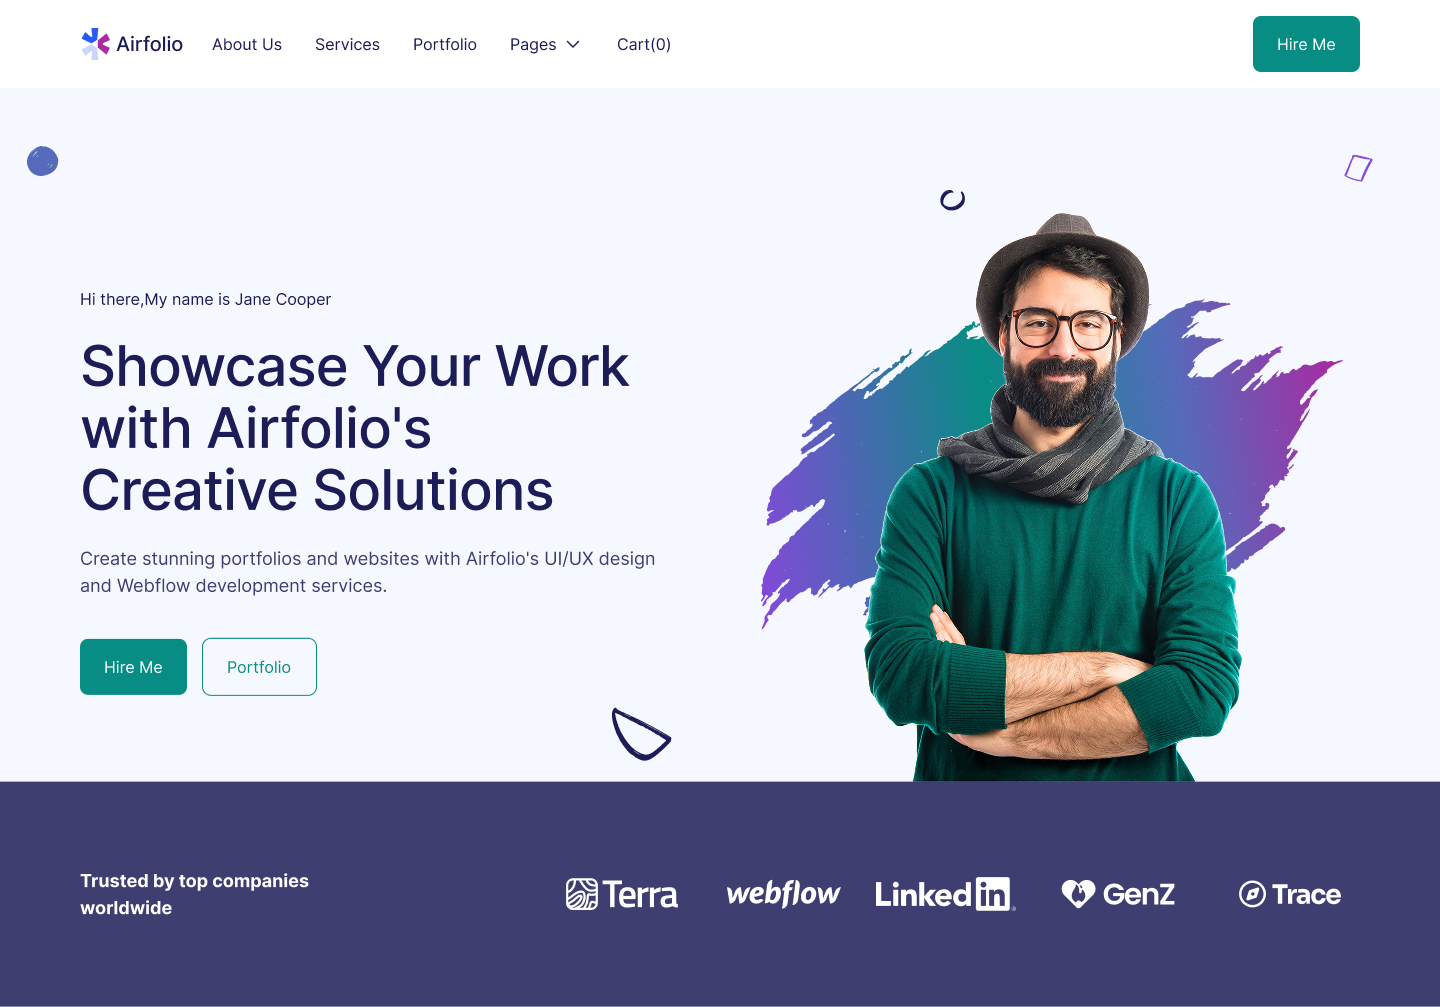 Airfolio
About Us
Services
Portfolio
Pages
Cart(0)
Hire Me
Hi there,My name is Jane Cooper
Showcase Your Work
with Airfolio's
Creative Solutions
Create stunning portfolios and websites with Airfolio's UI/UX design
and Webflow development services.
Hire Me
Portfolio
Trusted by top companies
worldwide
Terra
webflow
Linked in
GenZ
Trace